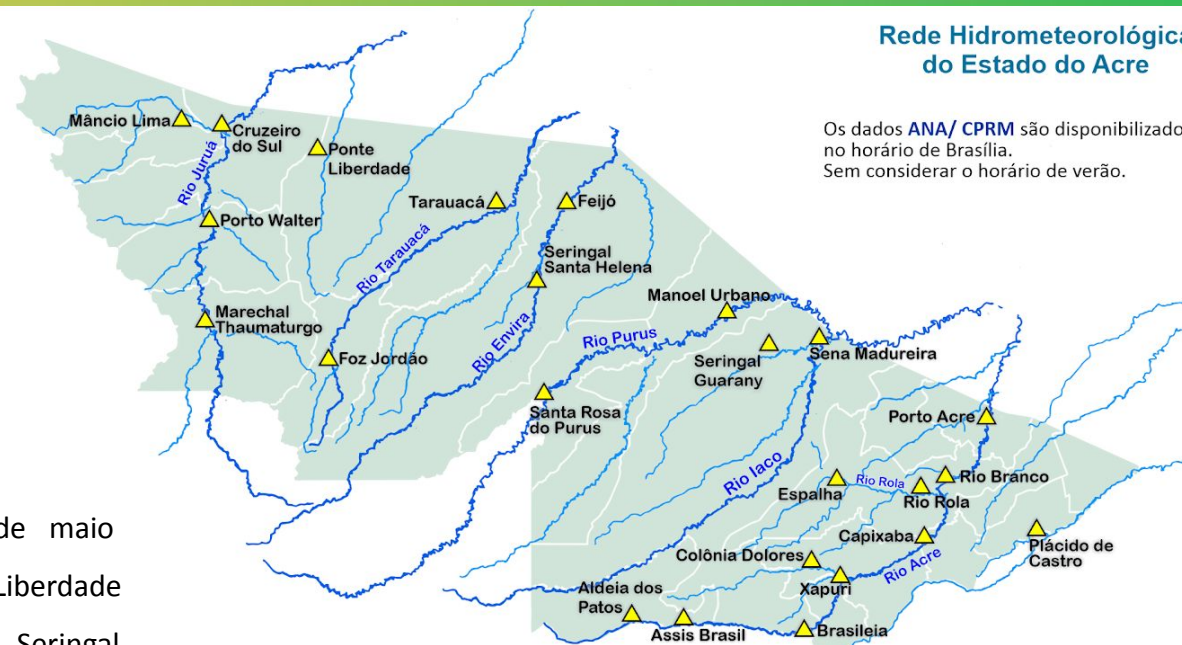 Rede Hidrometeorológica
do Estado do Acre
Os dados ANA/ CPRM são
no horário de Brasília.
Sem considerar o horário de verão.
Mâncio Lima
Cruzeiro
do Sul
Ponte
Liberdade
Rio Juruá
Porto Walter
Tarauacá
Feijó
Rio Tarauacá
Seringal
Santa Helena
Marechal
Thaumaturgo
Foz Jordão
Rio Envira
Manoel Urbano
Rio Purus
Seringal
Guarany
Sena Madureira
Santa Rosa
do Purus
Porto Acre
Rio Iaco
Espalha
Rio Rola
Rio Rola
Rio Branco
Capixaba
Plácido de
Castro
Colônia Dolores
Rio Acre
Xapuri
Aldeia dos
Patos
Assis Brasil
Brasileia
de maio
Liberdade
Seringal